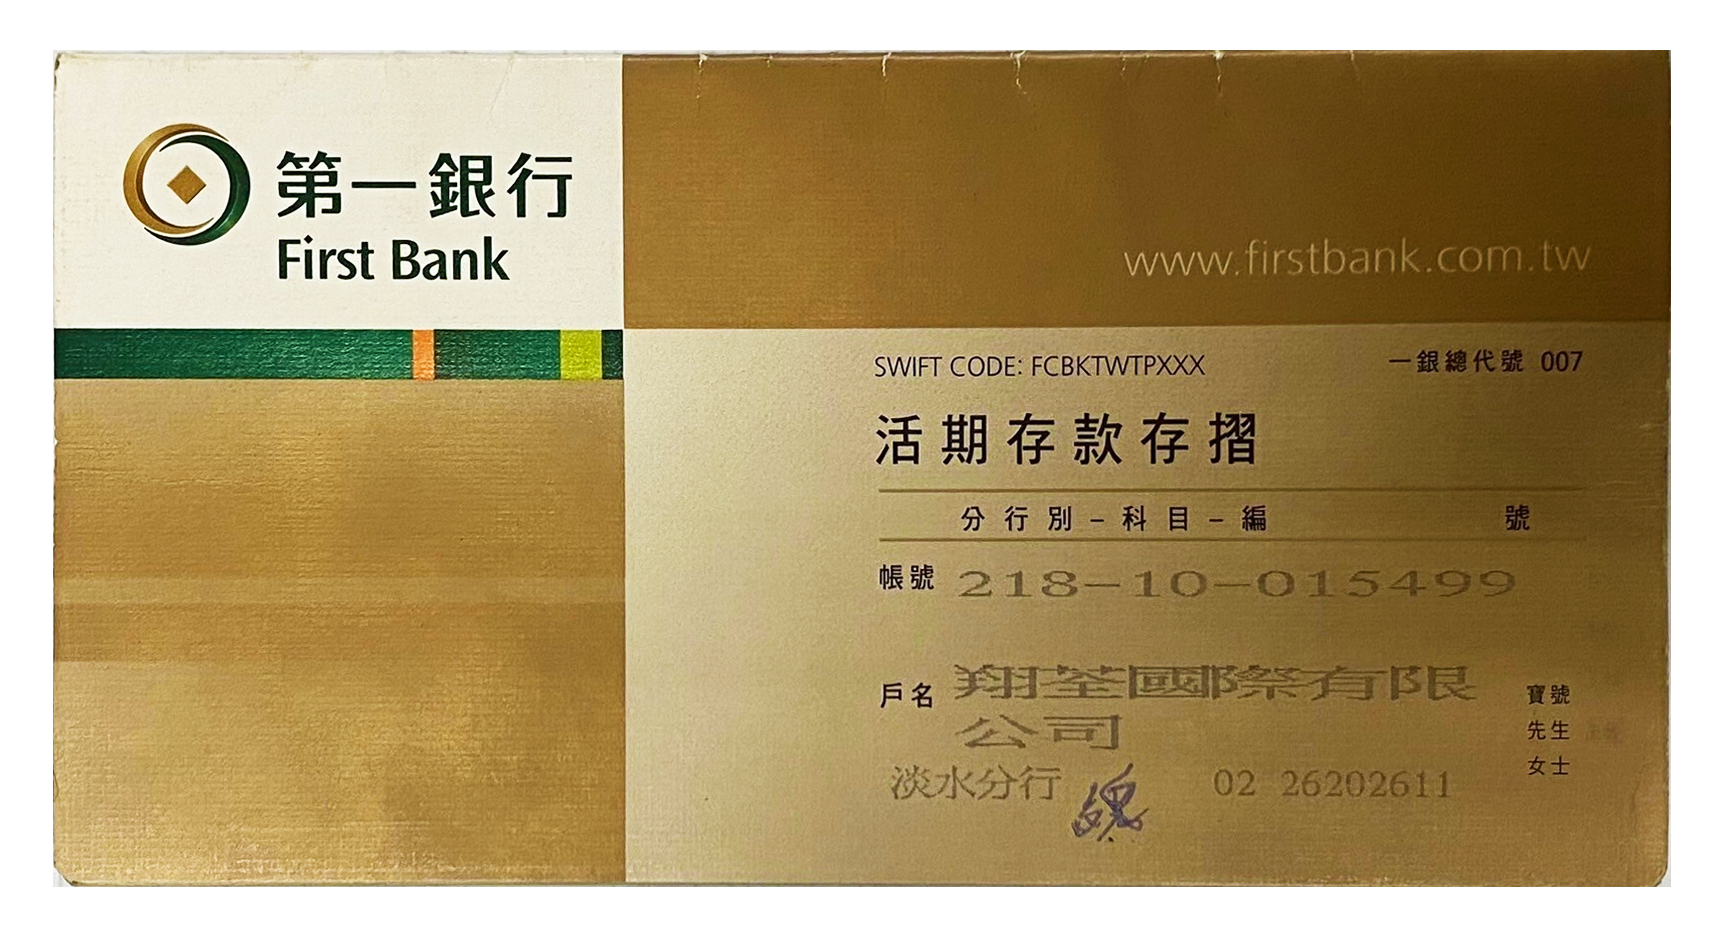 第一銀行
First Bank
www.firstbank.com.tw
SWIFT CODE: FCBKTWTPXXX 一銀總代號 007
活期存款存摺
分行別–科目–編 號
帳號 218-10-015499
戶名 翔荃國際有限 寶號
公司 先生
女士
淡水分行 02 26202611